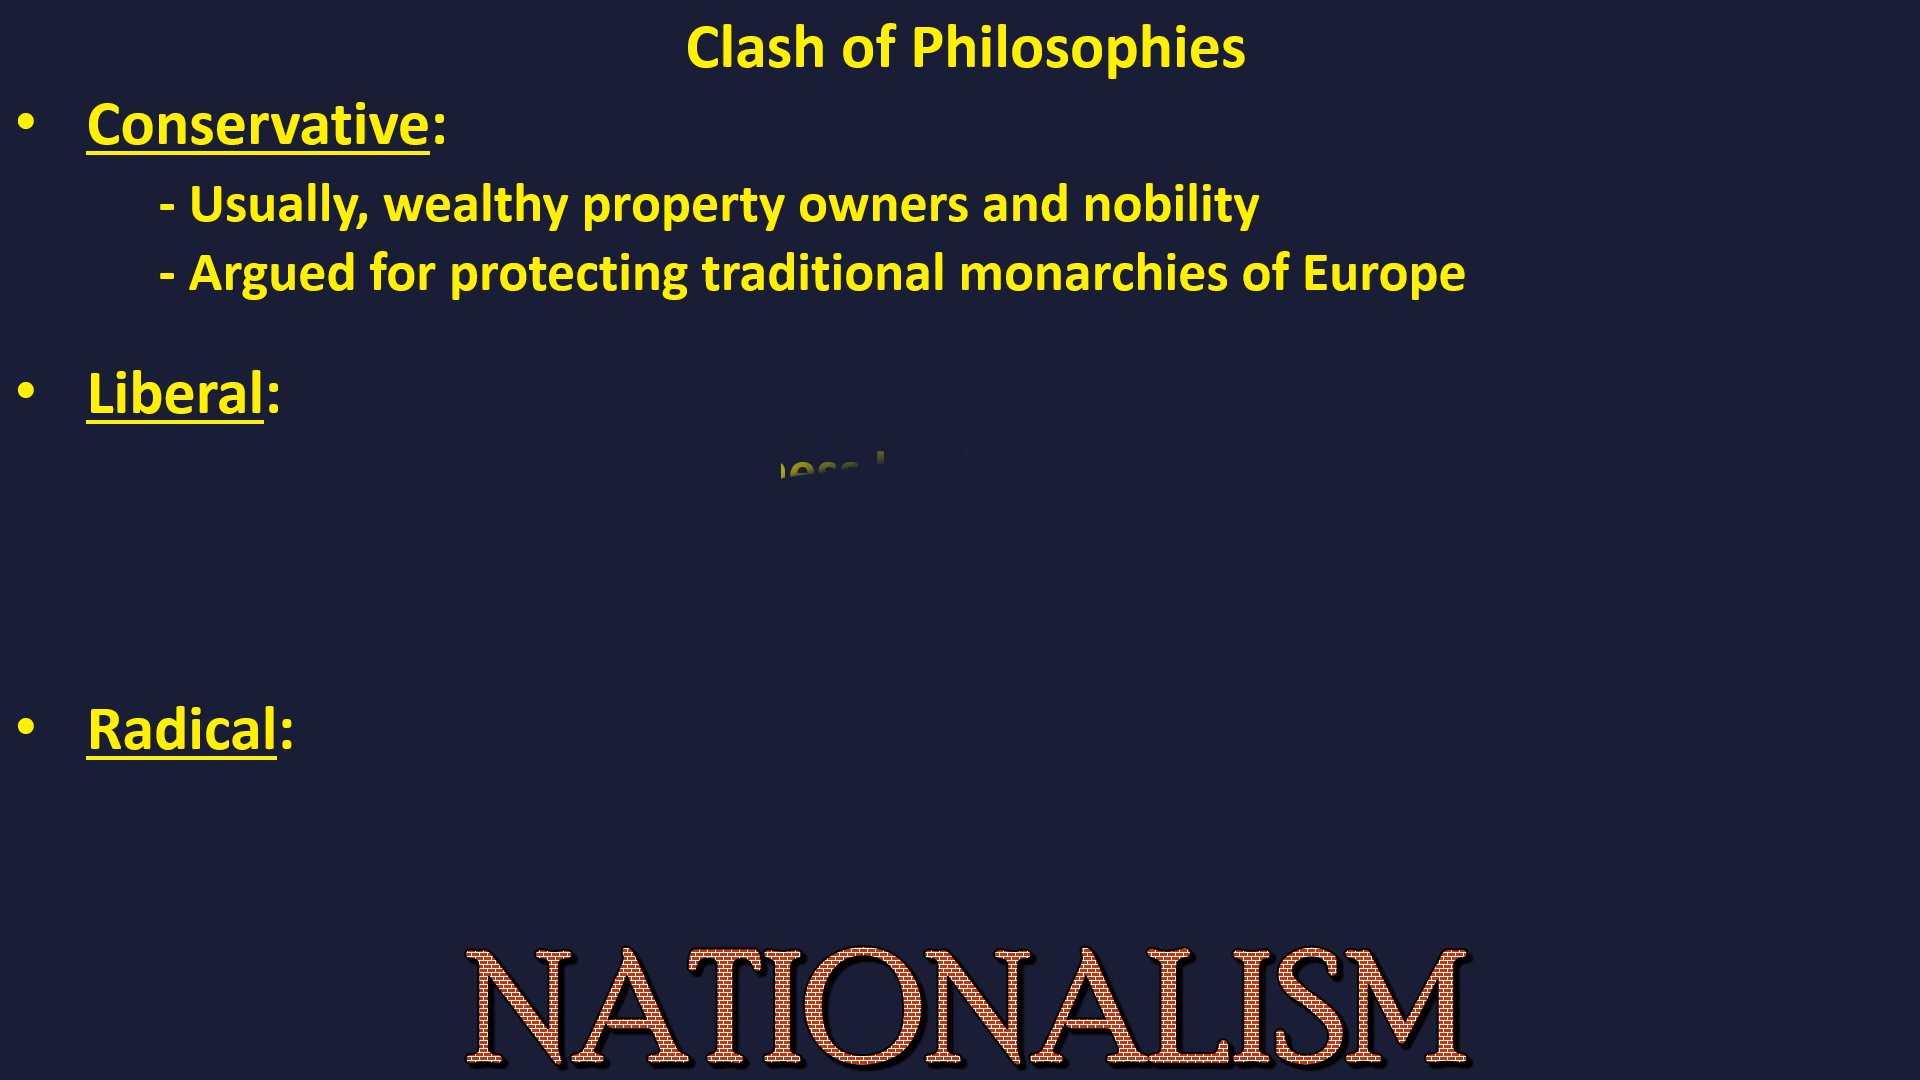 Clash of Philosophies
• Conservative:
- Usually, wealthy property owners and nobility
- Argued for protecting traditional monarchies of Europe
• Liberal:
• Radical:
NATIONALISM